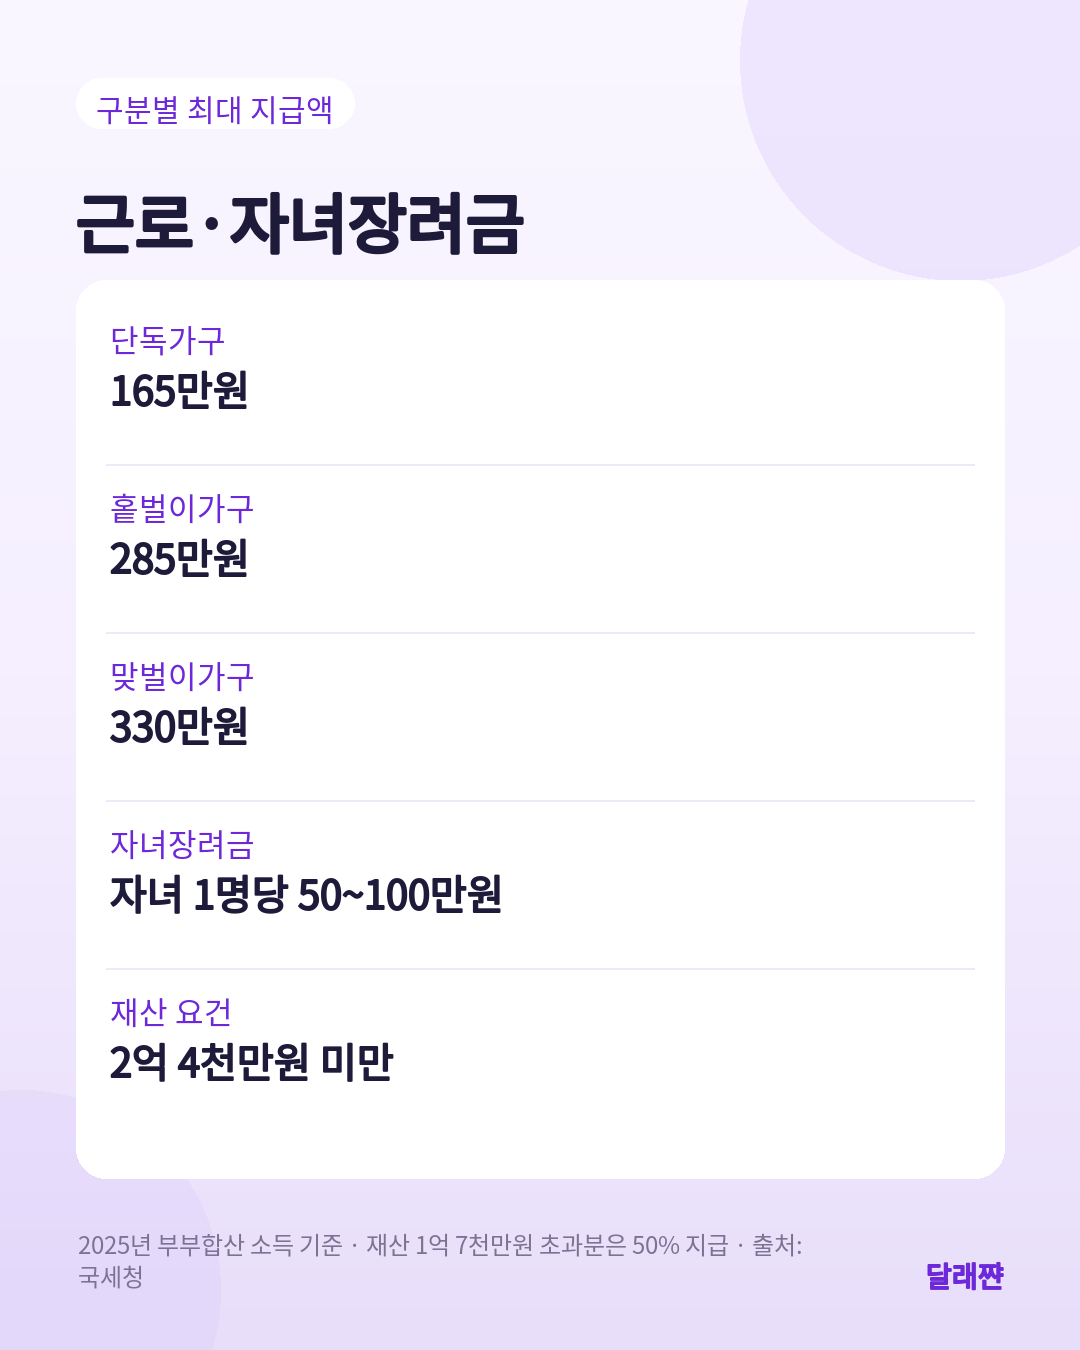 구분별 최대 지급액
근로·자녀장려금
단독가구
165만원
홑벌이가구
285만원
맞벌이가구
330만원
자녀장려금
자녀 1명당 50~100만원
재산 요건
2억 4천만원 미만
2025년 부부합산 소득 기준 · 재산 1억 7천만원 초과분은 50% 지급 · 출처:
국세청
달래쨘